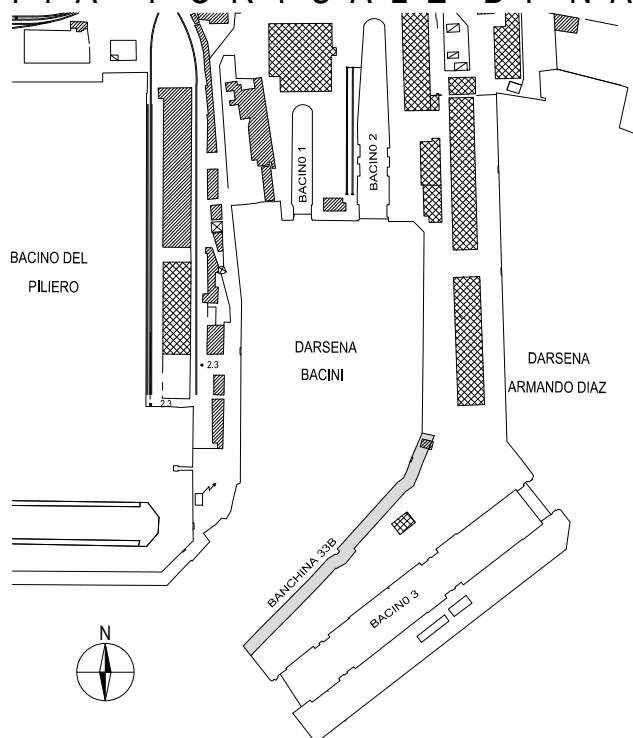 BACINO 1
BACINO 2
BACINO DEL
PILIERO
DARSENA
BACINI
DARSENA
ARMANDO DIAZ
2.3
2.3
BANCHINA 33B
BACINO 3
N